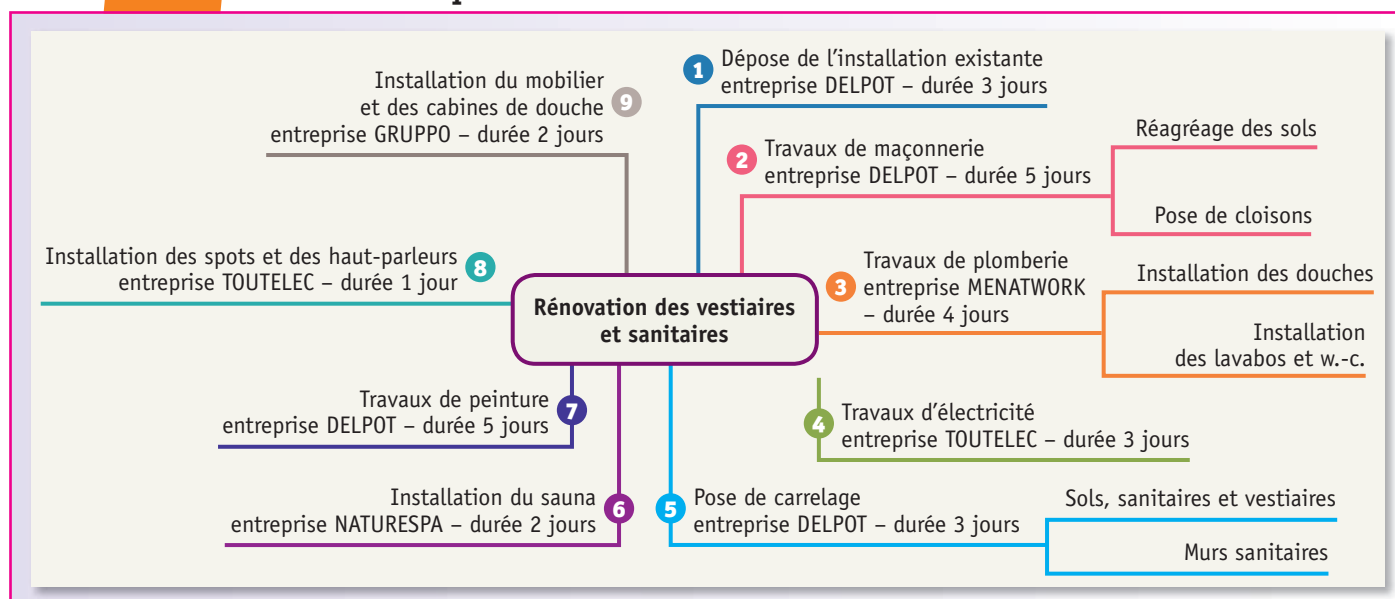 1 Dépose de l'installation existante
entreprise DELPOT – durée 3 jours
2 Travaux de maçonnerie
entreprise DELPOT – durée 5 jours
Réagréage des sols
Pose de cloisons
3 Travaux de plomberie
entreprise MENATWORK
– durée 4 jours
Installation des douches
Installation
des lavabos et w.-c.
4 Travaux d'électricité
entreprise TOUTELEC – durée 3 jours
5 Pose de carrelage
entreprise DELPOT – durée 3 jours
Sols, sanitaires et vestiaires
Murs sanitaires
6 Installation du sauna
entreprise NATURESPA – durée 2 jours
7 Travaux de peinture
entreprise DELPOT – durée 5 jours
8 Installation des spots et des haut-parleurs
entreprise TOUTELEC – durée 1 jour
9 Installation du mobilier
et des cabines de douche
entreprise GRUPPO – durée 2 jours
Rénovation des vestiaires
et sanitaires